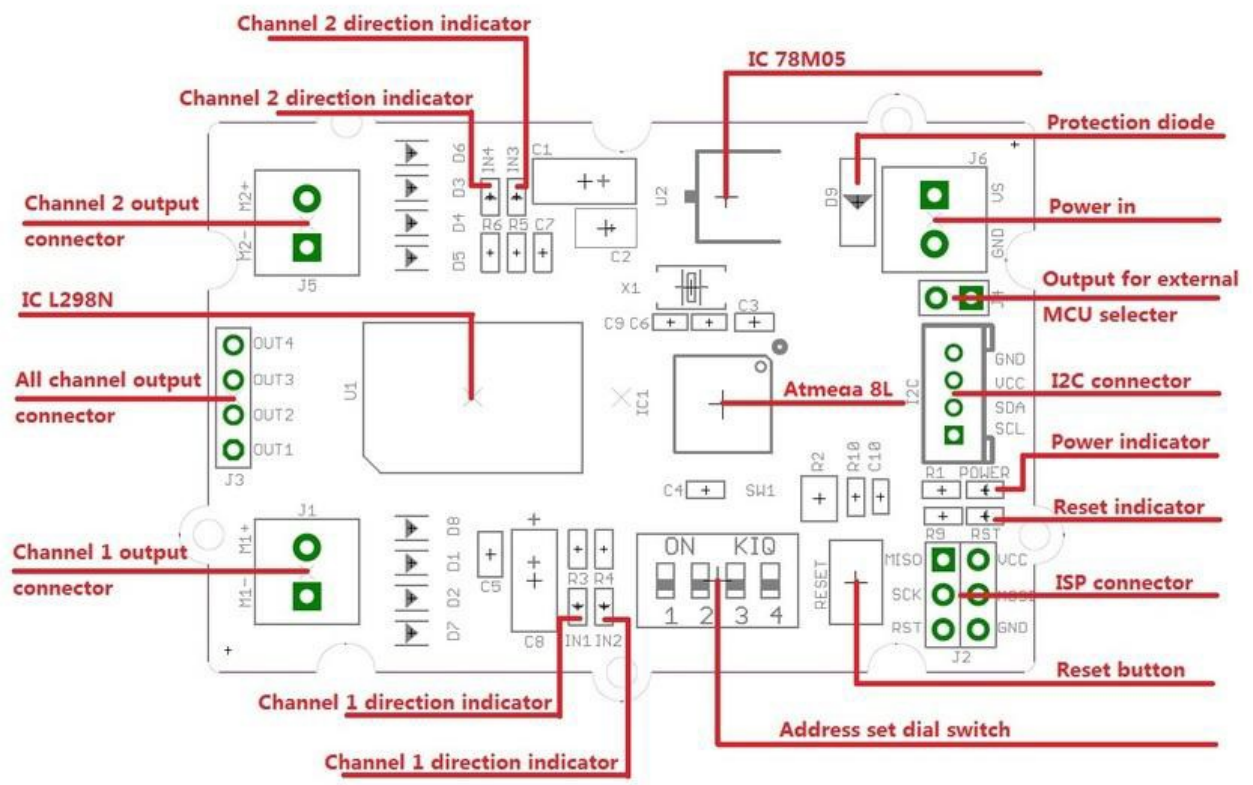 Channel 2 direction indicator
IC 78M05
Channel 2 direction indicator
Protection diode
D6
IN4
IN3
C1
J6
M2+
D3
U2
D9
VS
Channel 2 output
connector
Power in
D4
R6
R5
C7
M2-
D5
C2
GND
J5
X1
Output for external
MCU selecter
J4
IC L298N
C9
C6
C3
OUT4
GND
All channel output
connector
OUT3
U1
IC1
Atmega 8L
I2C
VCC
I2C connector
OUT2
SDA
OUT1
SCL
Power indicator
J3
R2
R10
C10
R1
POWER
C4
SW1
Reset indicator
J1
M1+
D8
R9
RST
Channel 1 output
connector
D1
ON KIQ
MISO
VCC
R3
R4
RESET
ISP connector
M1-
D2
C5
SCK
1 2 3 4
D7
C8
IN1
IN2
RST
GND
J2
Reset button
Channel 1 direction indicator
Address set dial switch
Channel 1 direction indicator